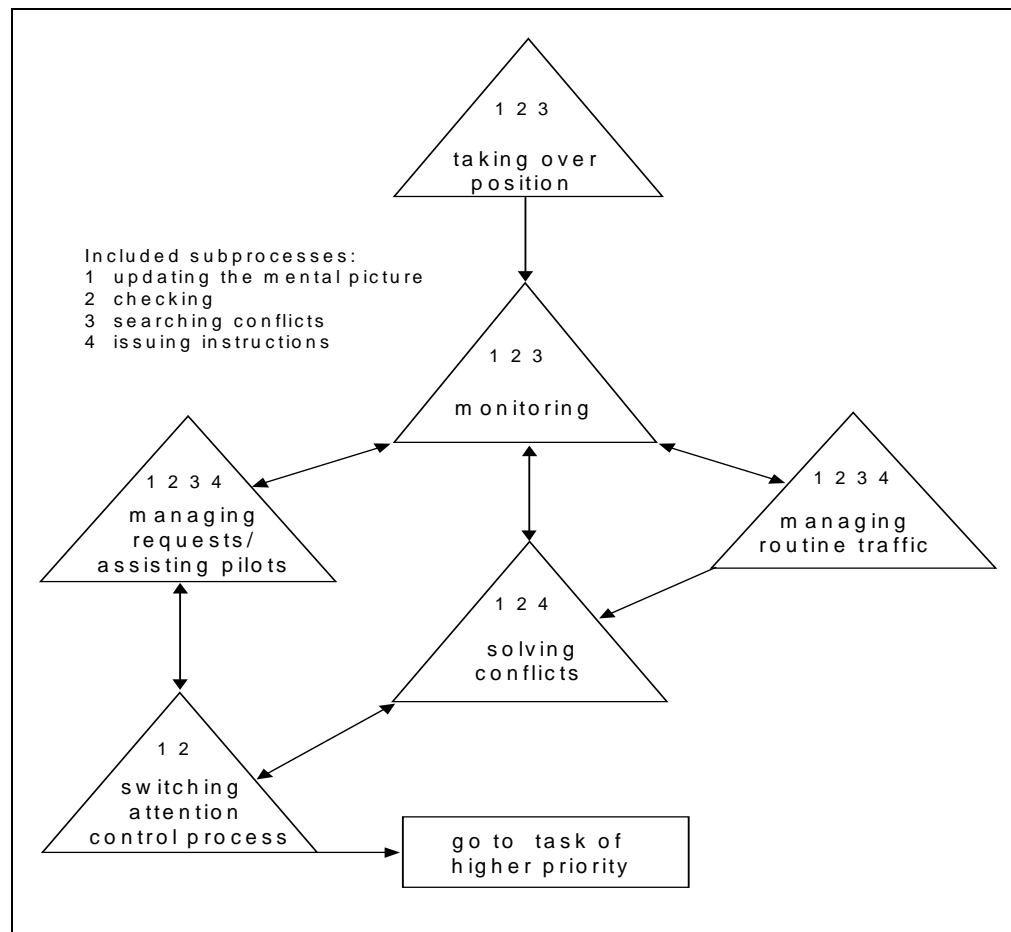 1 2 3
taking over
position
Included subprocesses:
1 updating the mental picture
2 checking
3 searching conflicts
4 issuing instructions
1 2 3
monitoring
1 2 3 4
managing
requests/
assisting pilots
1 2 3 4
managing
routine traffic
1 2 4
solving
conflicts
1 2
switching
attention
control process
go to task of
higher priority